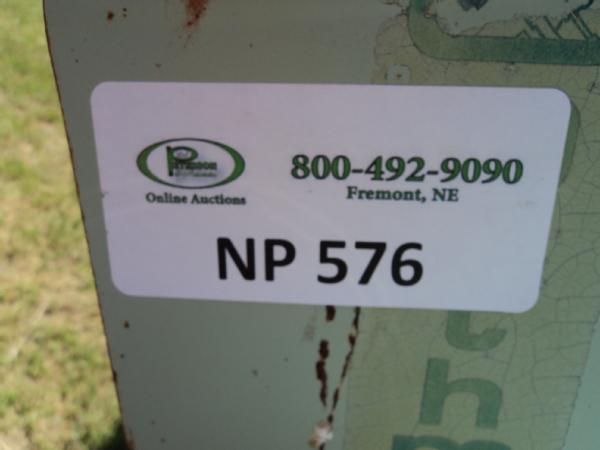 800-492-9090
Fremont, NE
Online Auctions
NP 576